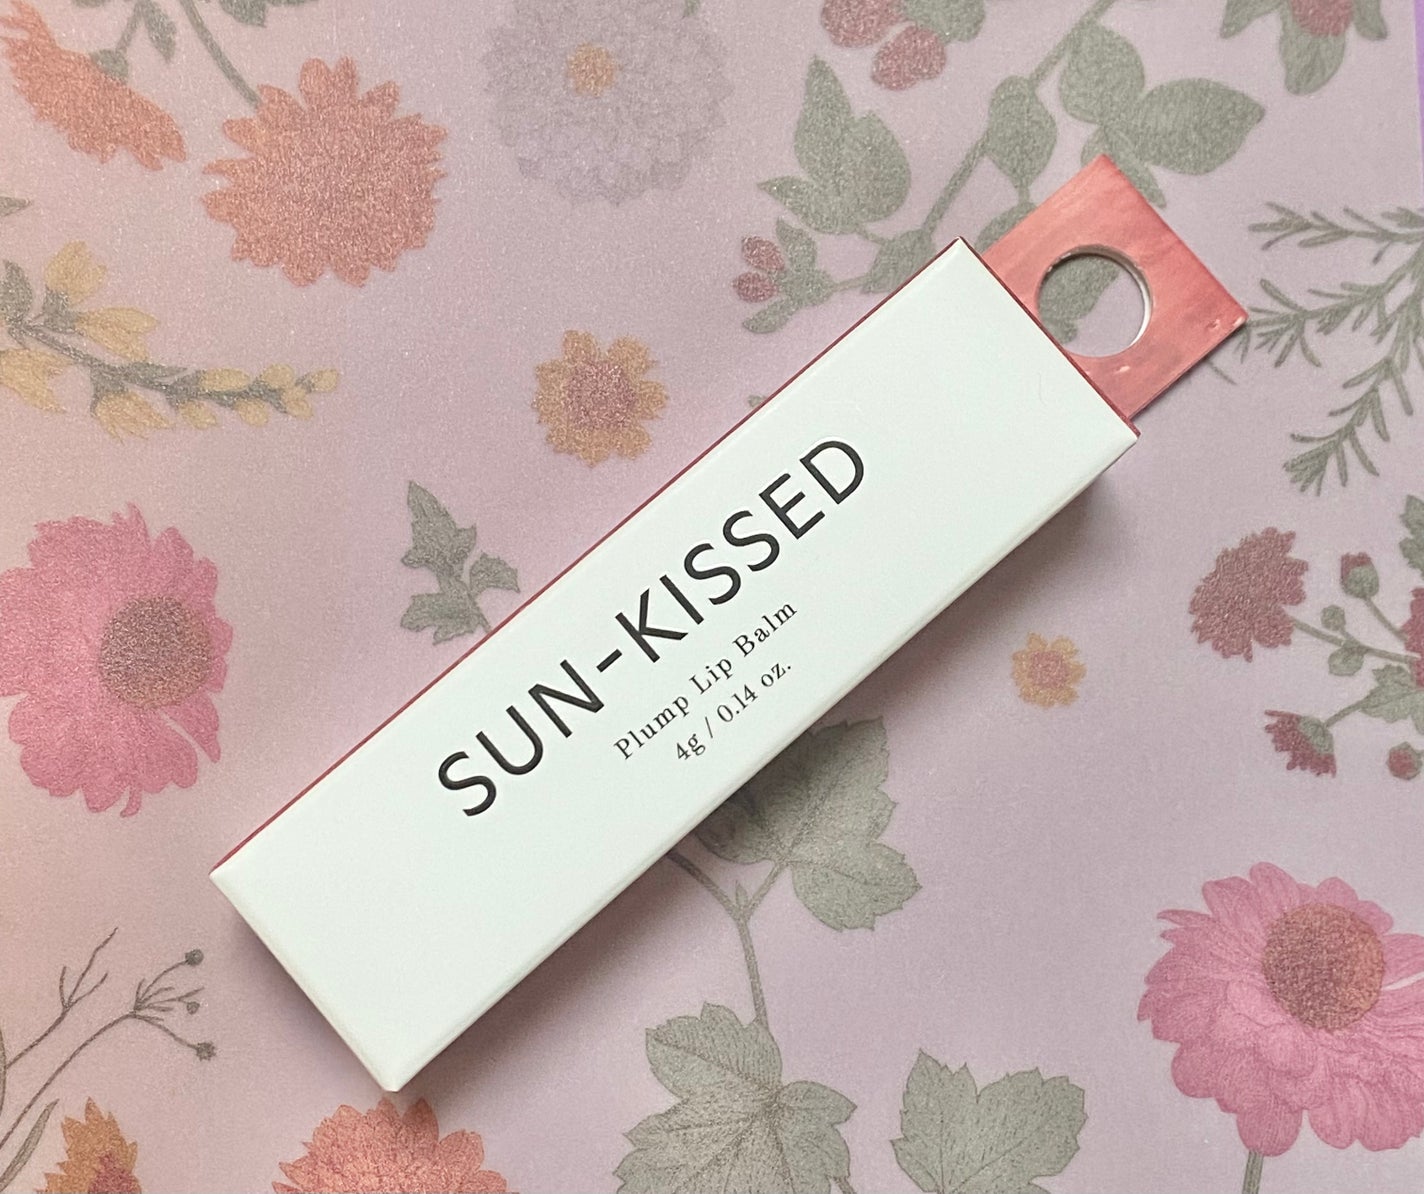 SUN-KISSED
Plump Lip Balm
4g / 0.14 oz.